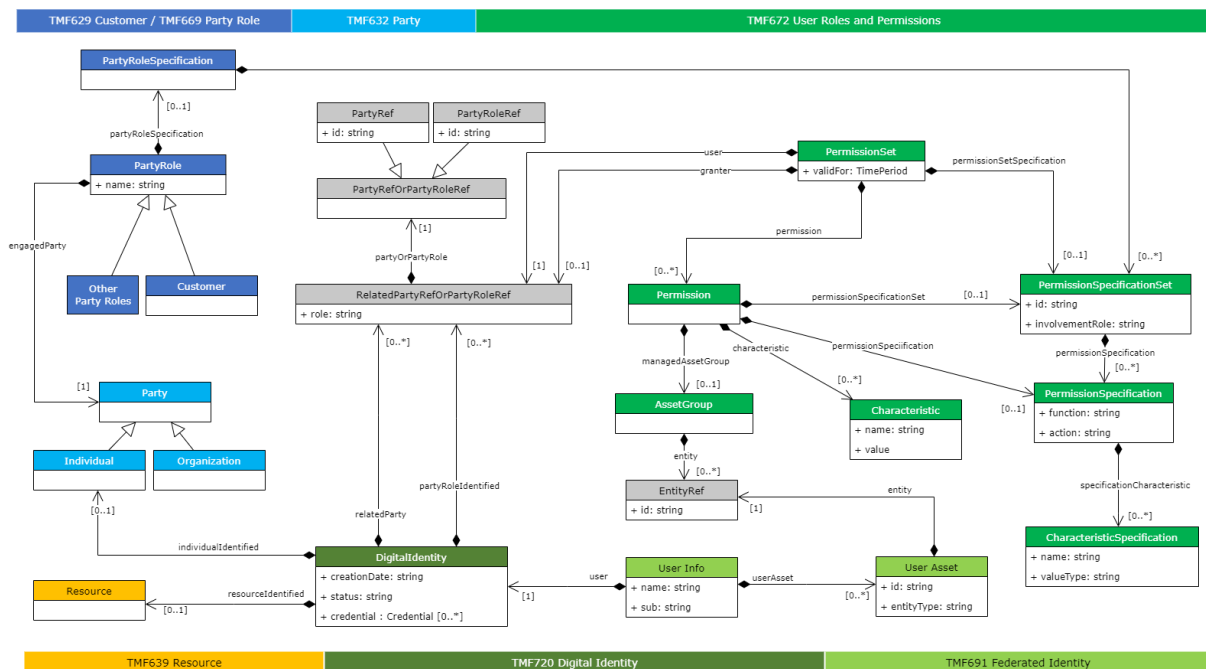 TMF629 Customer / TMF669 Party Role
TMF632 Party
TMF672 User Roles and Permissions
PartyRoleSpecification
[0..1]
partyRoleSpecification
PartyRole
+ name: string
engagedParty
Other
Party Roles
Customer
[1]
Party
Individual
Organization
[0..1]
individualIdentified
Resource
resourceIdentified
[0..1]
PartyRef
+ id: string
PartyRoleRef
+ id: string
PartyRefOrPartyRoleRef
[1]
partyOrPartyRole
RelatedPartyRefOrPartyRoleRef
+ role: string
[0..*]
[0..*]
partyRoleIdentified
relatedParty
DigitalIdentity
+ creationDate: string
+ status: string
+ credential : Credential [0..*]
user
granter
[1]
[0..1]
PermissionSet
+ validFor: TimePeriod
permissionSetSpecification
permission
[0..*]
[0..1]
[0..*]
Permission
permissionSpecificationSet
[0..1]
PermissionSpecificationSet
+ id: string
+ involvementRole: string
managedAssetGroup
characteristic
permissionSpeciification
permissionSpecification
[0..*]
[0..1]
[0..*]
[0..1]
AssetGroup
Characteristic
+ name: string
+ value
PermissionSpecification
+ function: string
+ action: string
entity
[0..*]
EntityRef
+ id: string
[1]
entity
specificationCharacteristic
[0..*]
CharacteristicSpecification
+ name: string
+ valueType: string
user
[1]
User Info
+ name: string
+ sub: string
userAsset
[0..*]
User Asset
+ id: string
+ entityType: string
TMF639 Resource
TMF720 Digital Identity
TMF691 Federated Identity